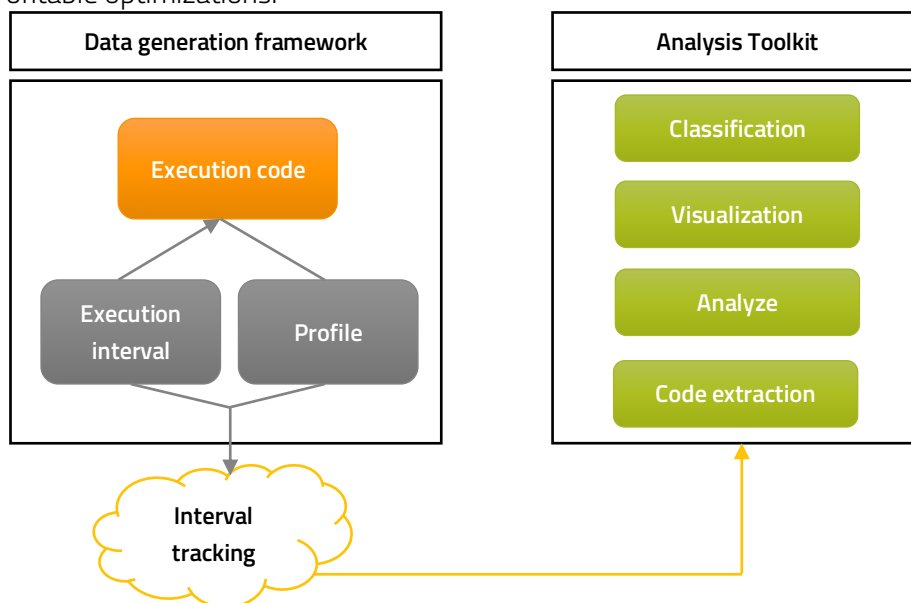 Data generation framework
Analysis Toolkit
Execution code
Execution
interval
Profile
Classification
Visualization
Analyze
Code extraction
Interval
tracking